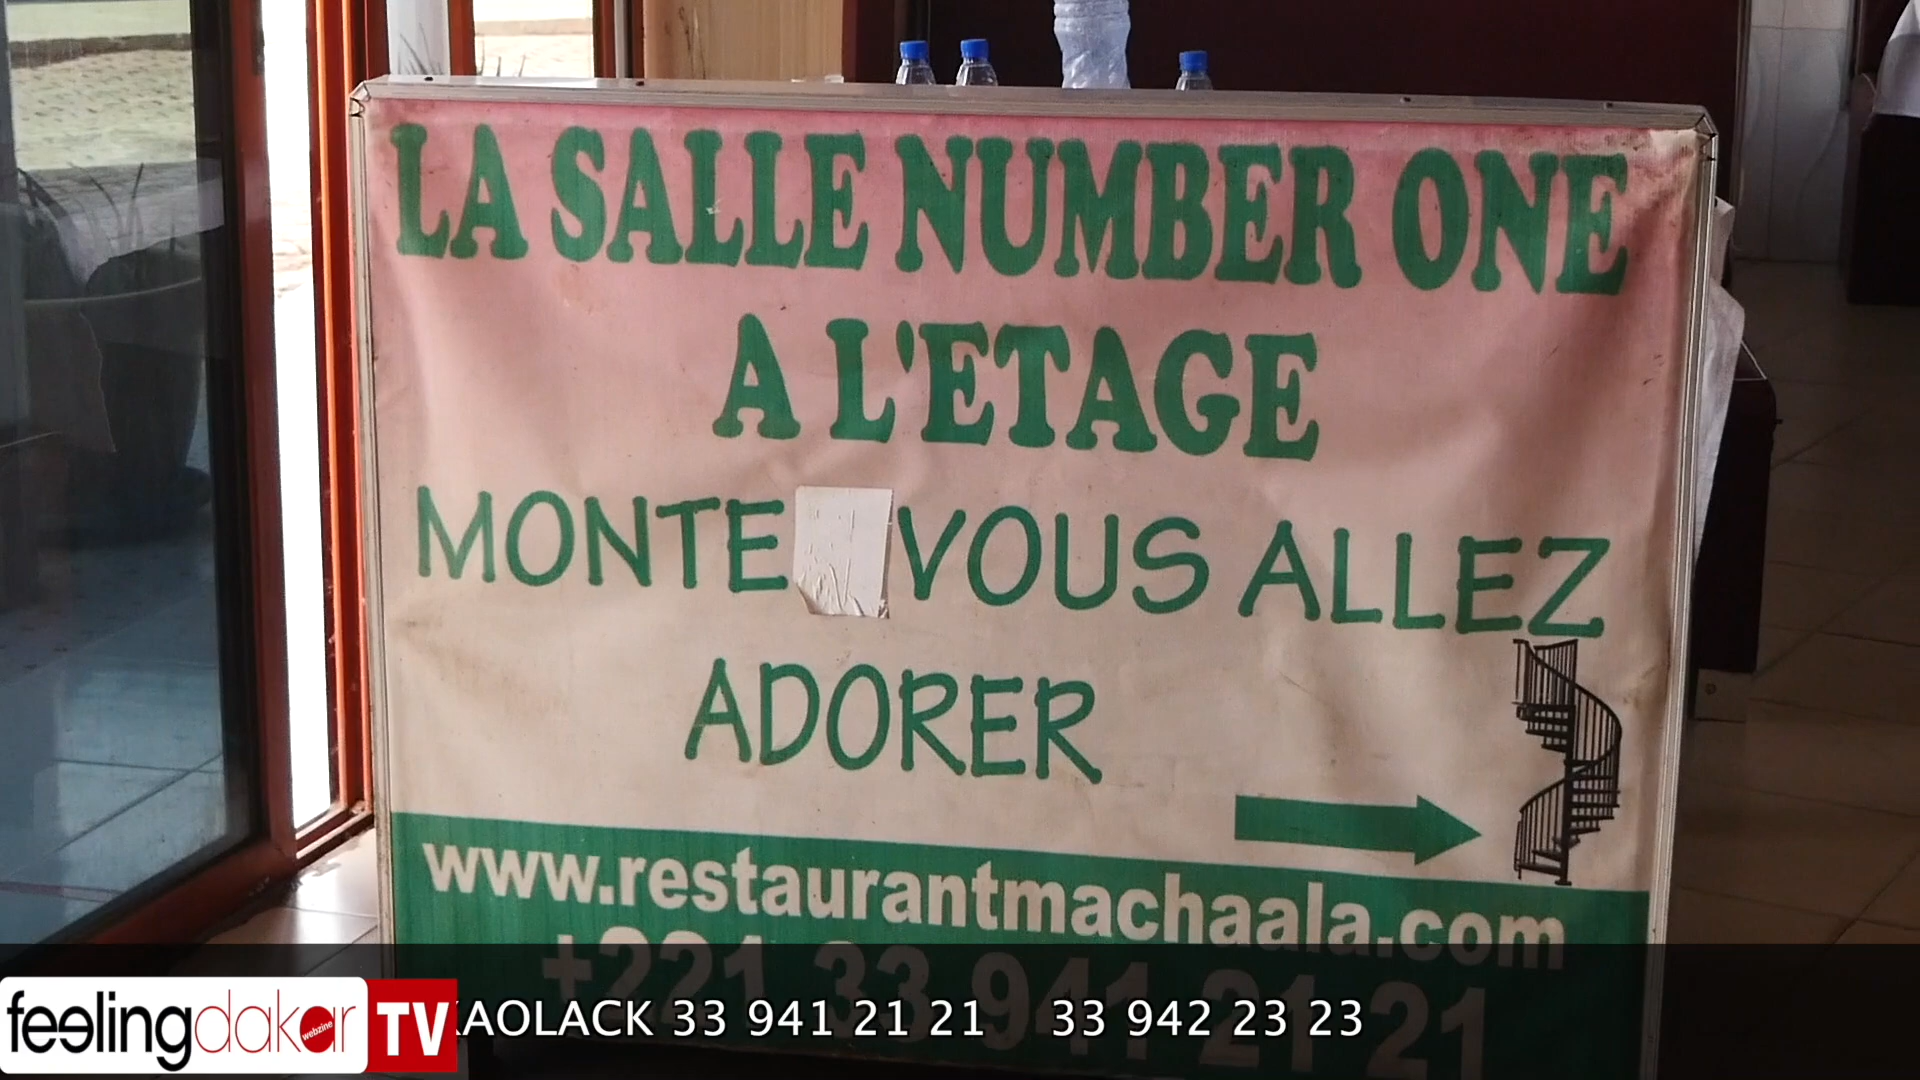 LA SALLE NUMBER ONE
A L'ETAGE
MONTE VOUS ALLEZ
ADORER
www.restaurantmachaala.com
+221 33 941 21 21
feelingdakar webzine TV
KAOLACK 33 941 21 21 33 942 23 23